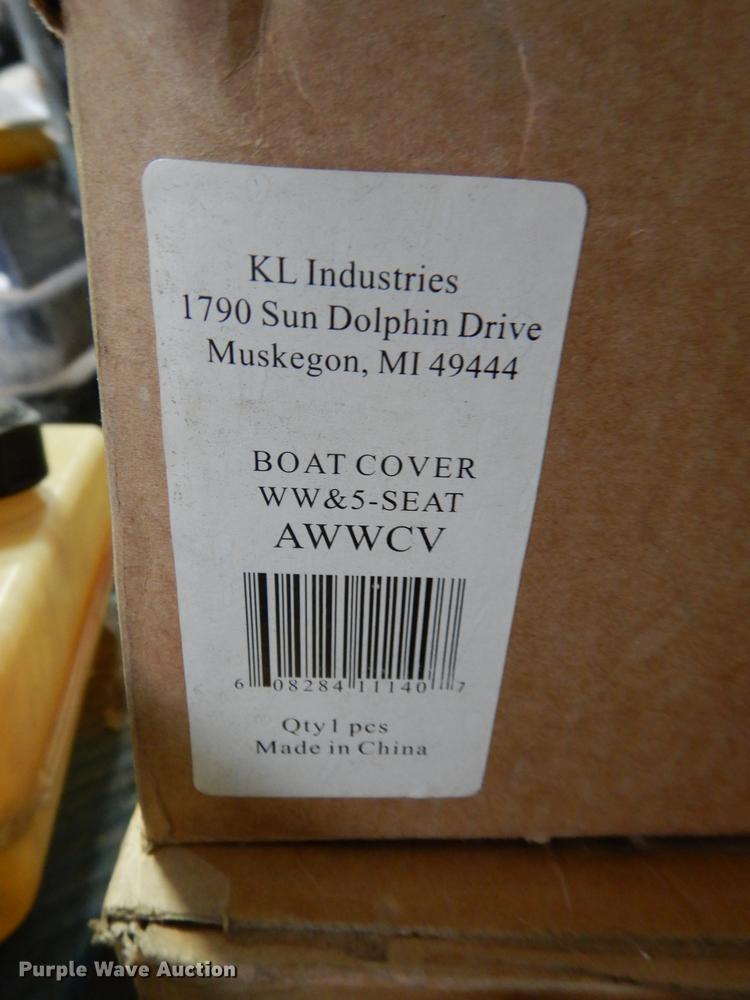 KL Industries
1790 Sun Dolphin Drive
Muskegon, MI 49444
BOAT COVER
WW&5-SEAT
AWWCV
6 08284 11140 7
Qty1 pcs
Made in China
Purple Wave Auction